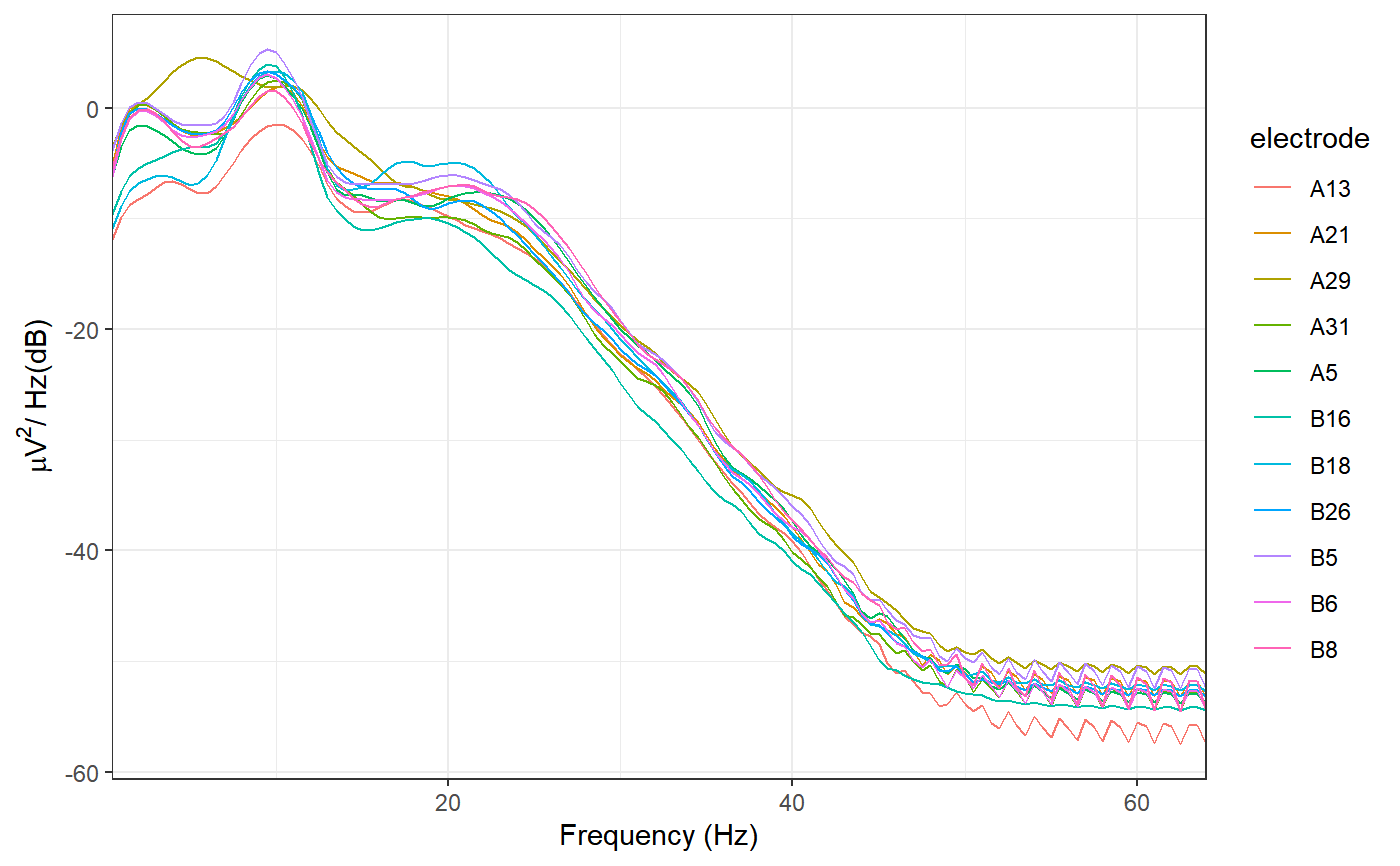 0
-20
-40
-60
20
40
60
Frequency (Hz)
μV²/ Hz(dB)
electrode
A13
A21
A29
A31
A5
B16
B18
B26
B5
B6
B8